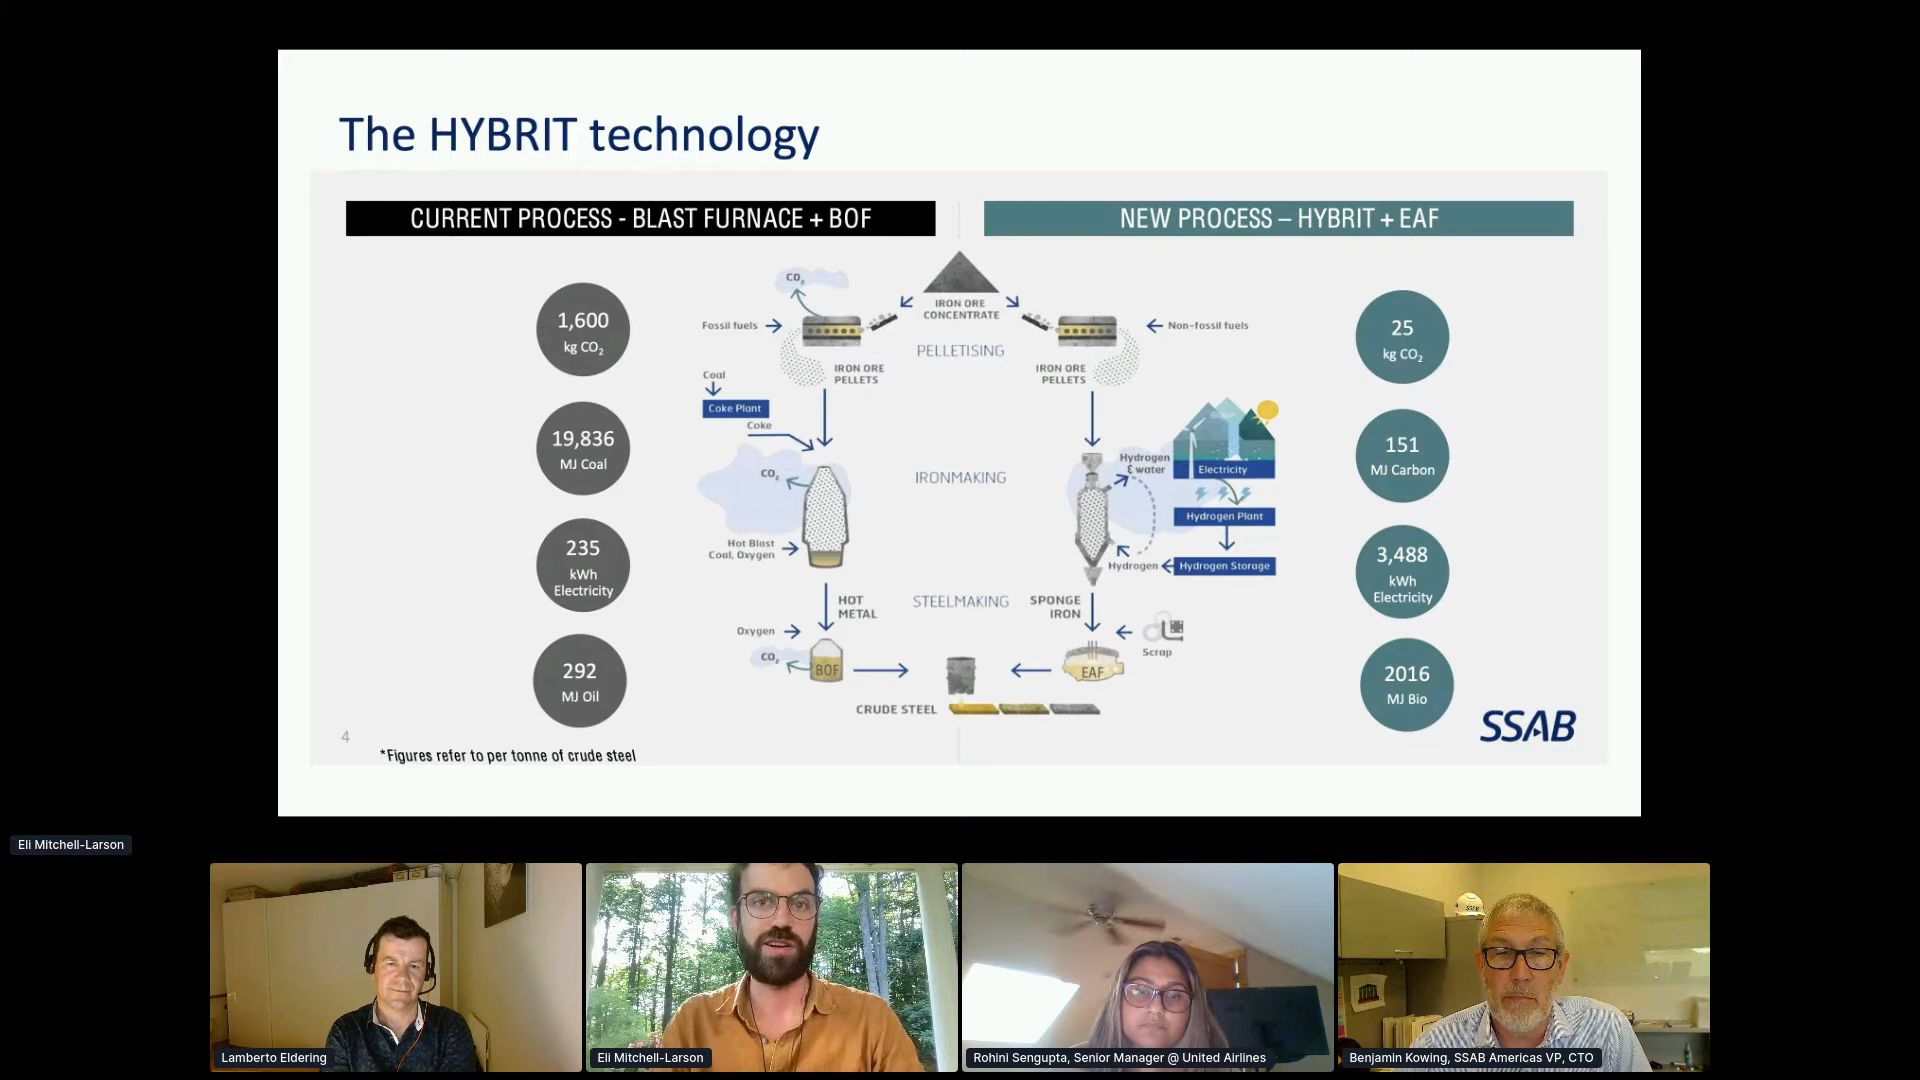 The HYBRIT technology
CURRENT PROCESS - BLAST FURNACE + BOF
NEW PROCESS – HYBRIT + EAF
1,600
kg CO₂
19,836
MJ Coal
235
kWh
Electricity
292
MJ Oil
CO₂
Fossil fuels
IRON ORE
CONCENTRATE
Non-fossil fuels
PELLETISING
IRON ORE
PELLETS
IRON ORE
PELLETS
Coal
Coke Plant
Coke
CO₂
IRONMAKING
Hydrogen
& water
Electricity
Hydrogen Plant
Hot Blast
Coal, Oxygen
Hydrogen
Hydrogen Storage
HOT
METAL
STEELMAKING
SPONGE
IRON
Oxygen
CO₂
BOF
EAF
Scrap
CRUDE STEEL
25
kg CO₂
151
MJ Carbon
3,488
kWh
Electricity
2016
MJ Bio
SSAB
4
*Figures refer to per tonne of crude steel
Eli Mitchell-Larson
SSAB
Lamberto Eldering
Eli Mitchell-Larson
Rohini Sengupta, Senior Manager @ United Airlines
Benjamin Kowing, SSAB Americas VP, CTO